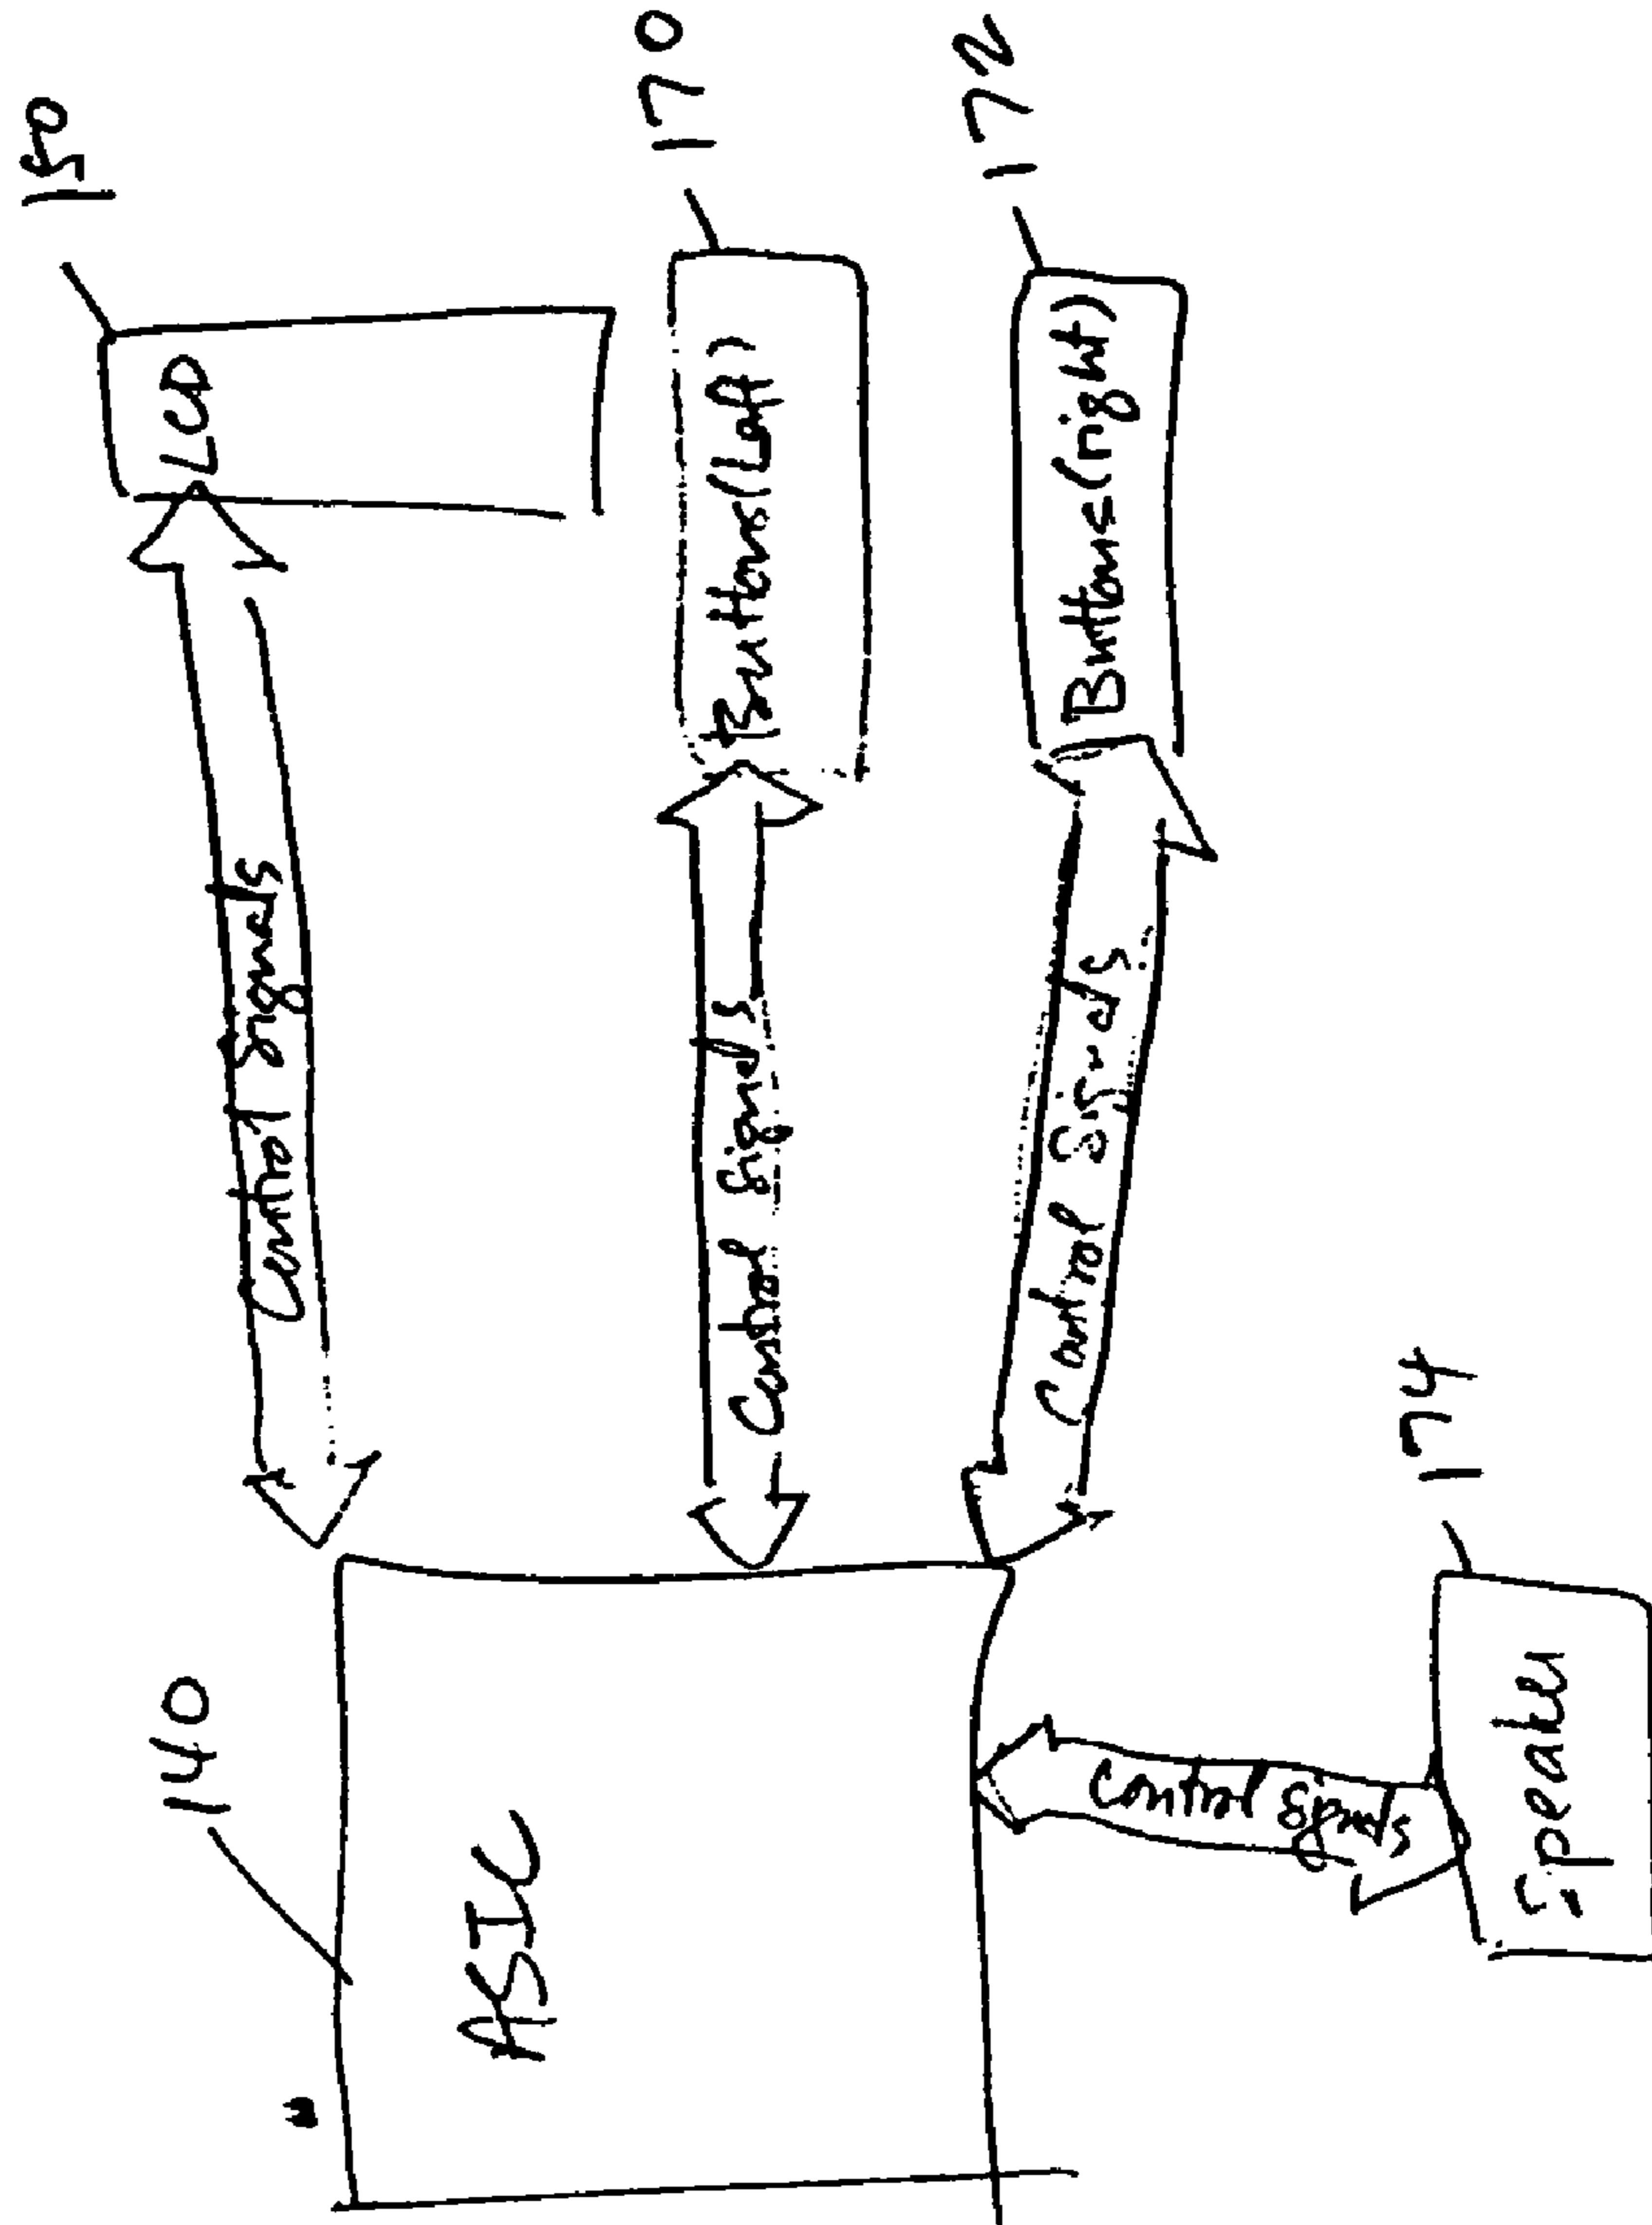 150
LCD
Control Signals
170
Buttons (Left)
Control Signals
172
Buttons (right)
Control Signals
140
ASIC
Control Signals
174
Speaker